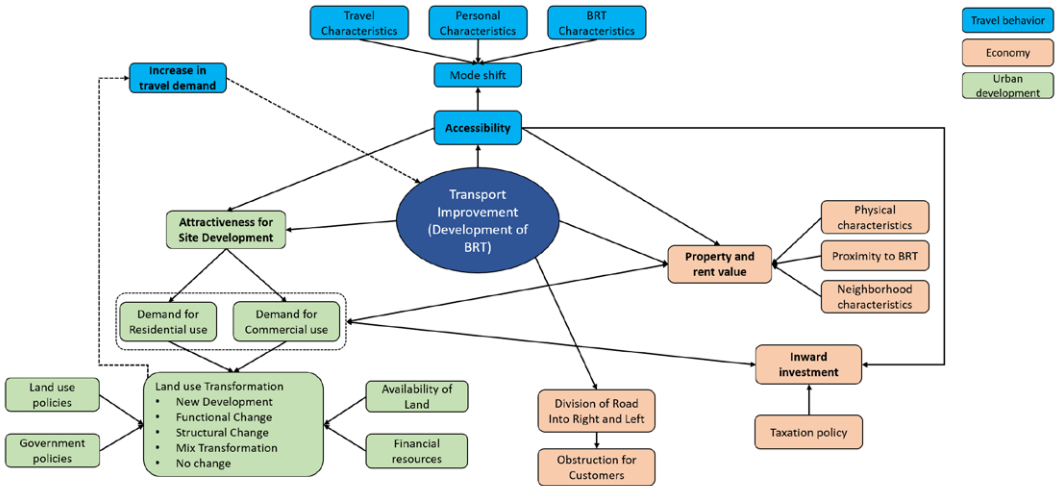 Travel
Characteristics
Personal
Characteristics
BRT
Characteristics
Travel behavior
Economy
Urban
development
Increase in
travel demand
Mode shift
Accessibility
Transport
Improvement
(Development of
BRT)
Attractiveness for
Site Development
Physical
characteristics
Property and
rent value
Proximity to BRT
Neighborhood
characteristics
Demand for
Residential use
Demand for
Commercial use
Inward
investment
Land use
policies
Government
policies
Land use Transformation
• New Development
• Functional Change
• Structural Change
• Mix Transformation
• No change
Availability of
Land
Financial
resources
Division of Road
Into Right and Left
Obstruction for
Customers
Taxation policy